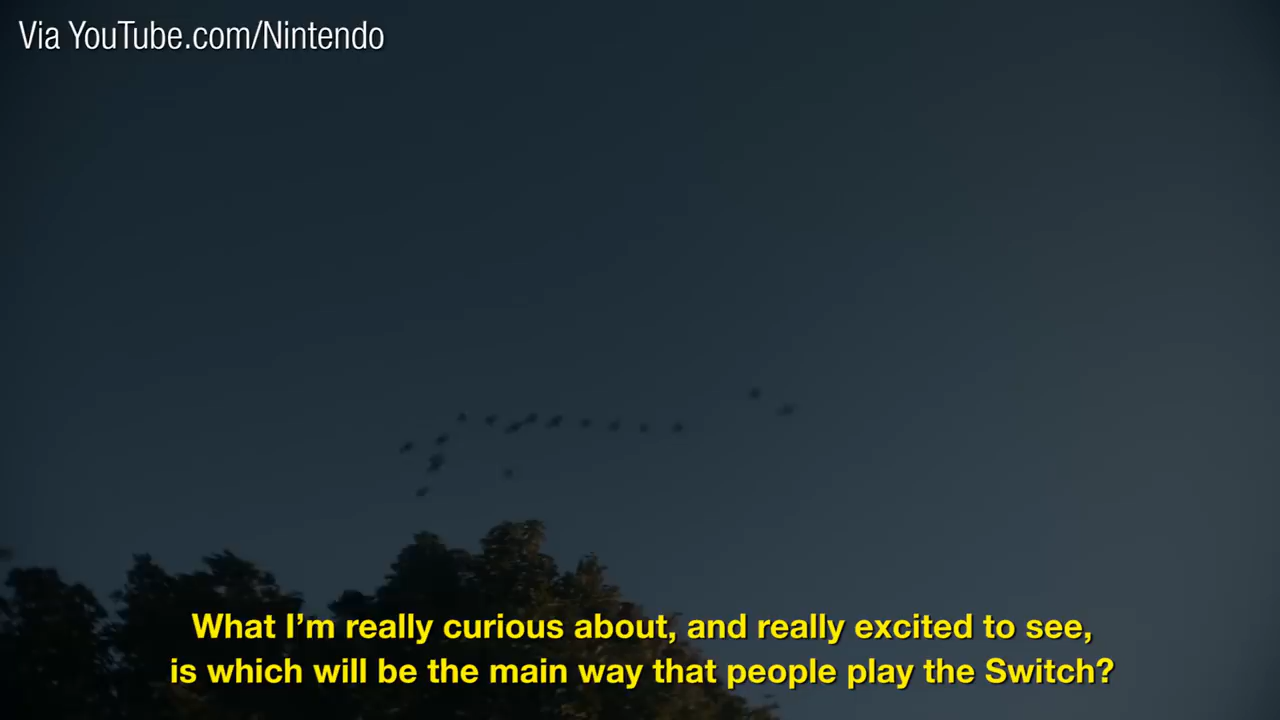 Via YouTube.com/Nintendo
What I’m really curious about, and really excited to see,
is which will be the main way that people play the Switch?